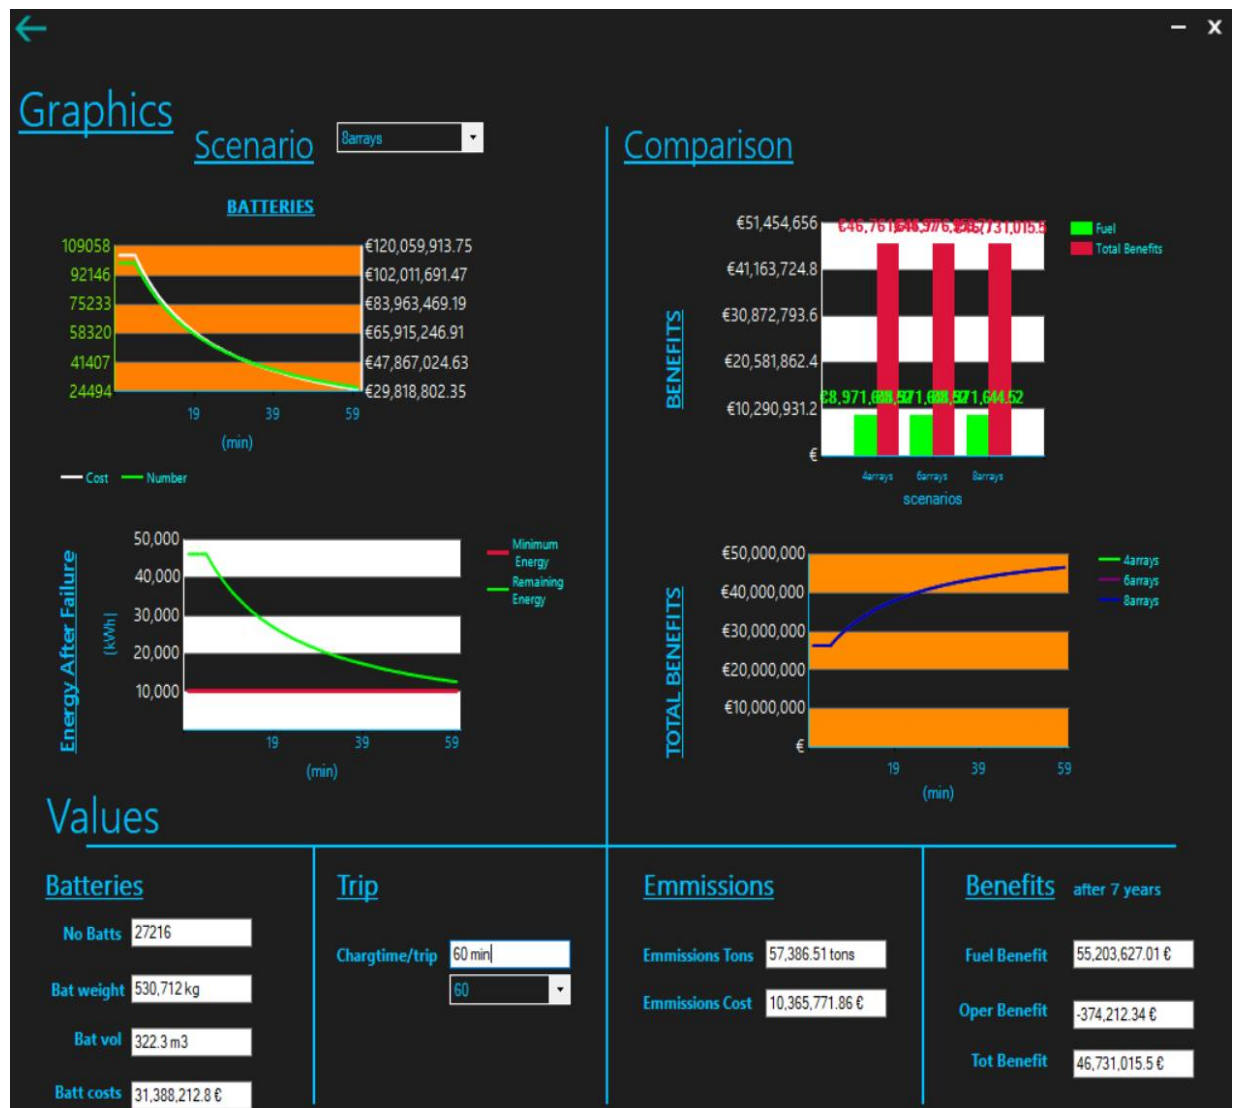 X
Graphics
Scenario
8arrays
BATTERIES
109058
92146
75233
58320
41407
24494
€120,059,913.75
€102,011,691.47
€83,963,469.19
€65,915,246.91
€47,867,024.63
€29,818,802.35
19 39 59
(min)
Cost Number
Energy After Failure
(kWh)
50,000
40,000
30,000
20,000
10,000
19 39 59
(min)
Minimum
Energy
Remaining
Energy
Comparison
BENEFITS
€51,454,656
€41,163,724.8
€30,872,793.6
€20,581,862.4
€10,290,931.2
€
4arrays 6arrays 8arrays
scenarios
Fuel
Total Benefits
TOTAL BENEFITS
€50,000,000
€40,000,000
€30,000,000
€20,000,000
€10,000,000
€
19 39 59
(min)
4arrays
6arrays
8arrays
Values
Batteries
No Batts 27216
Bat weight 530,712 kg
Bat vol 322.3 m3
Batt costs 31,388,212.8 €
Trip
Chargtime/trip 60 min
60
Emmissions
Emmissions Tons 57,386.51 tons
Emmissions Cost 10,365,771.86 €
Benefits after 7 years
Fuel Benefit 55,203,627.01 €
Oper Benefit -374,212.34 €
Tot Benefit 46,731,015.5 €